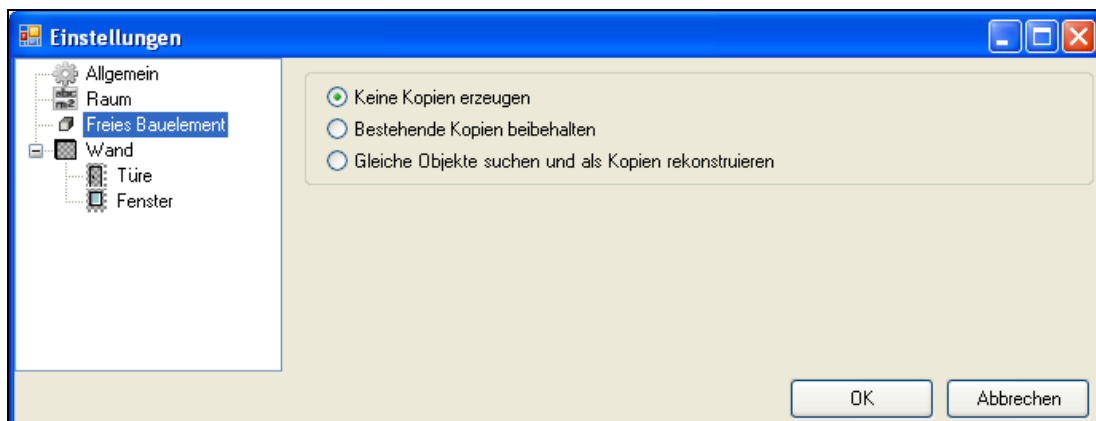 Einstellungen
Allgemein
Raum
Freies Bauelement
Wand
Türe
Fenster
Keine Kopien erzeugen
Bestehende Kopien beibehalten
Gleiche Objekte suchen und als Kopien rekonstruieren
OK
Abbrechen